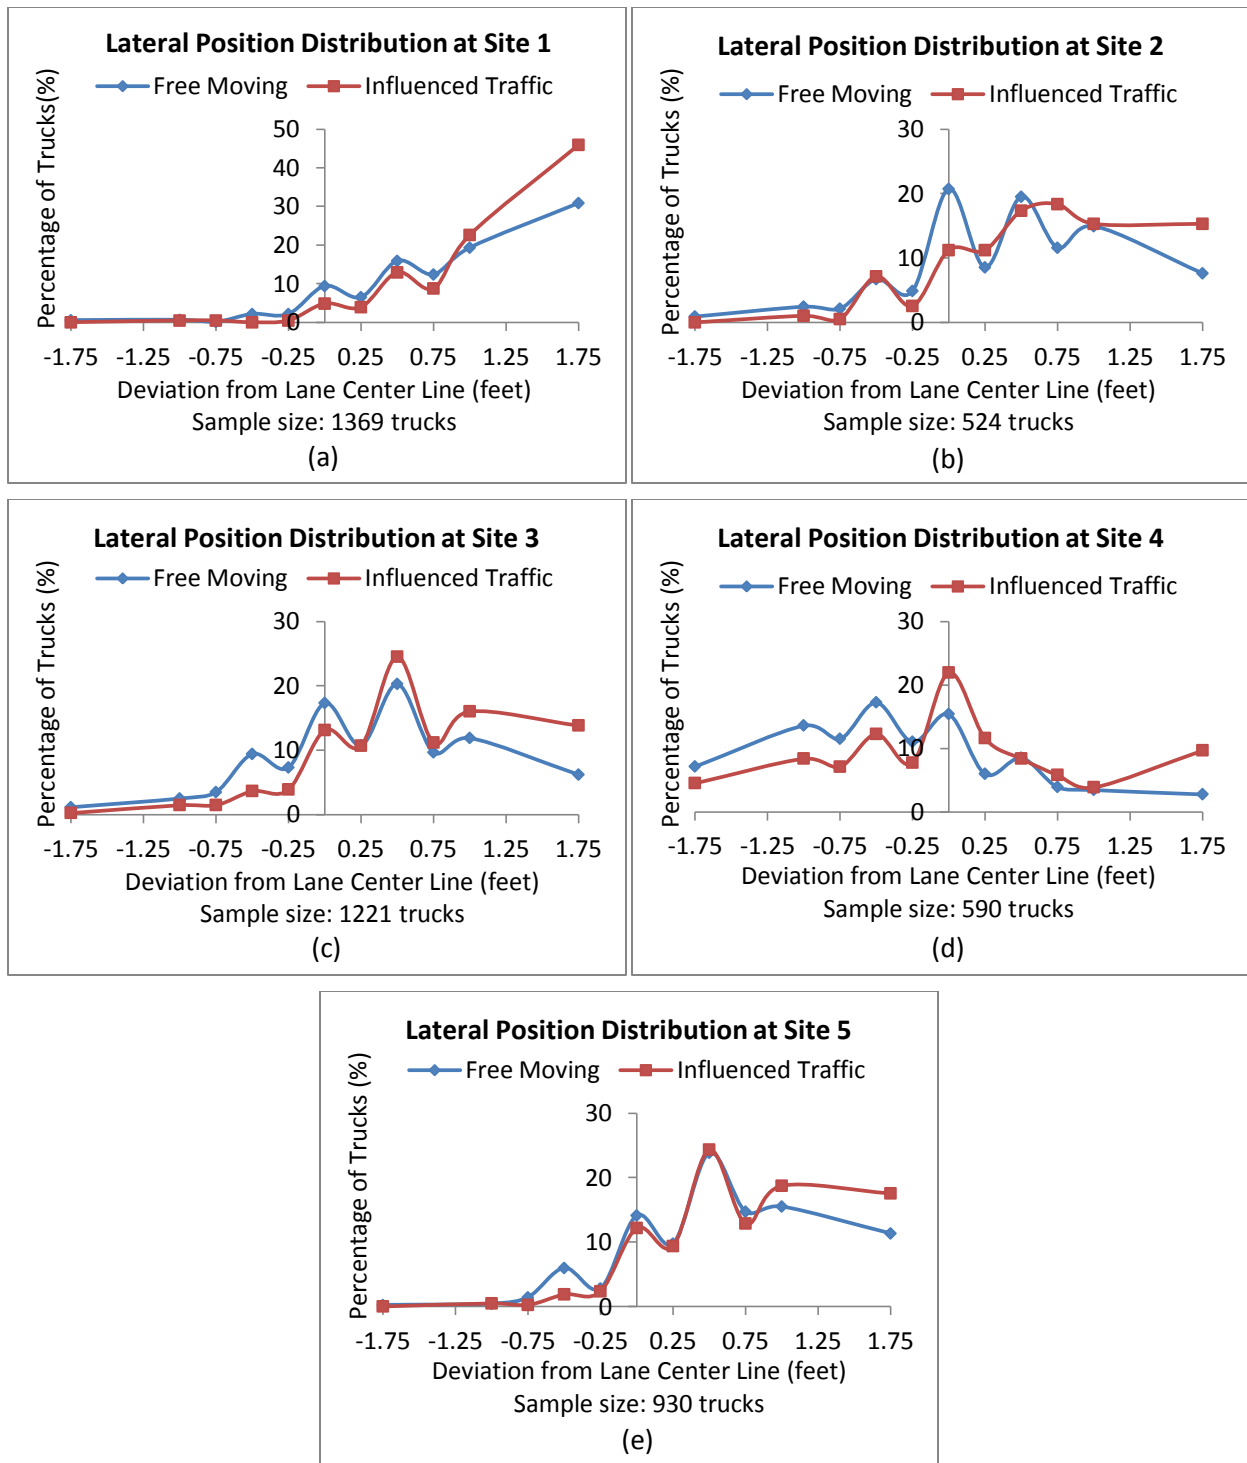 Lateral Position Distribution at Site 1
Free Moving Influenced Traffic
Percentage of Trucks(%)
50
40
30
20
10
0
-1.75 -1.25 -0.75 -0.25 0.25 0.75 1.25 1.75
Deviation from Lane Center Line (feet)
Sample size: 1369 trucks
(a)
Lateral Position Distribution at Site 2
Free Moving Influenced Traffic
Percentage of Trucks (%)
30
20
10
0
-1.75 -1.25 -0.75 -0.25 0.25 0.75 1.25 1.75
Deviation from Lane Center Line (feet)
Sample size: 524 trucks
(b)
Lateral Position Distribution at Site 3
Free Moving Influenced Traffic
Percentage of Trucks (%)
30
20
10
0
-1.75 -1.25 -0.75 -0.25 0.25 0.75 1.25 1.75
Deviation from Lane Center Line (feet)
Sample size: 1221 trucks
(c)
Lateral Position Distribution at Site 4
Free Moving Influenced Traffic
Percentage of Trucks (%)
30
20
10
0
-1.75 -1.25 -0.75 -0.25 0.25 0.75 1.25 1.75
Deviation from Lane Center Line (feet)
Sample size: 590 trucks
(d)
Lateral Position Distribution at Site 5
Free Moving Influenced Traffic
Percentage of Trucks (%)
30
20
10
0
-1.75 -1.25 -0.75 -0.25 0.25 0.75 1.25 1.75
Deviation from Lane Center Line (feet)
Sample size: 930 trucks
(e)